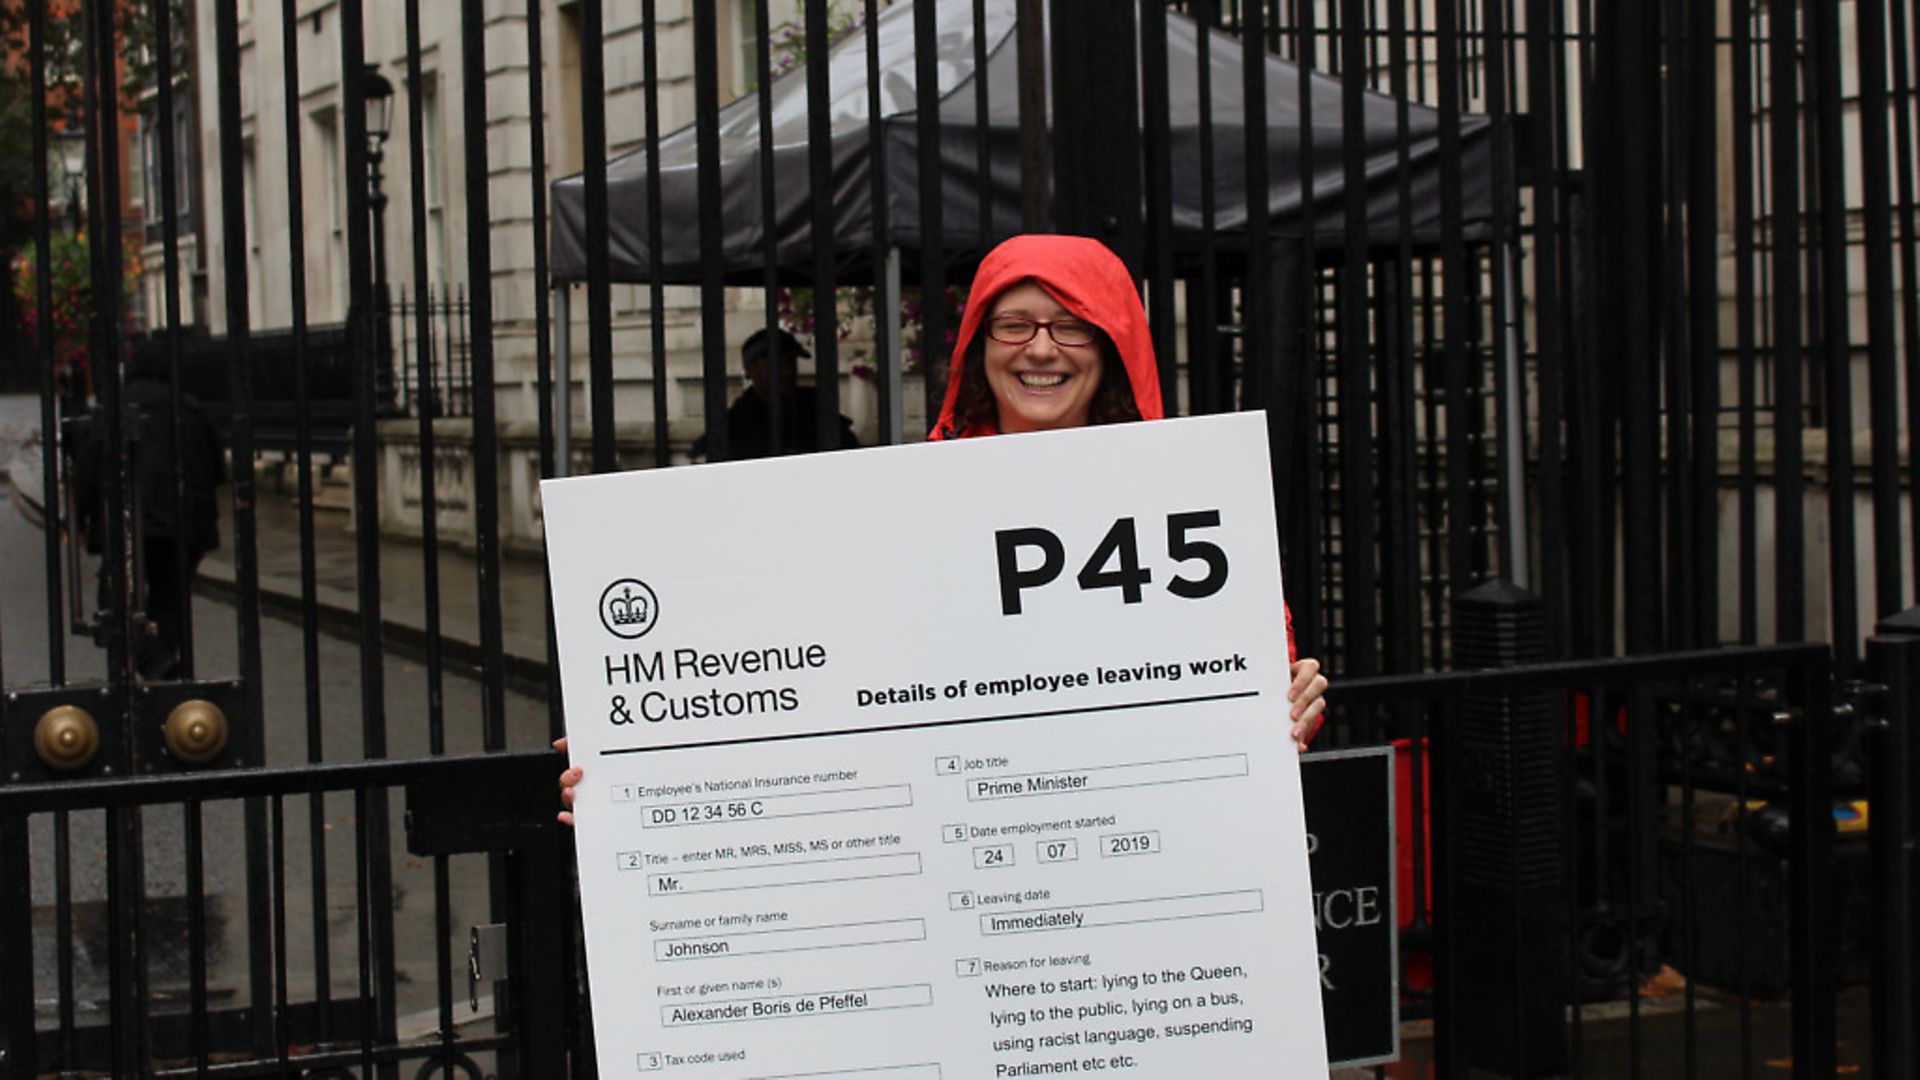 P45
HM Revenue
& Customs
Details of employee leaving work
1 Employee's National Insurance number
DD 12 34 56 C
2 Title – enter MR, MRS, MISS, MS or other title
Mr.
Surname or family name
Johnson
First or given name (s)
Alexander Boris de Pfeffel
3 Tax code used
4 Job title
Prime Minister
5 Date employment started
24 07 2019
6 Leaving date
Immediately
7 Reason for leaving
Where to start: lying to the Queen,
lying to the public, lying on a bus,
using racist language, suspending
Parliament etc etc.